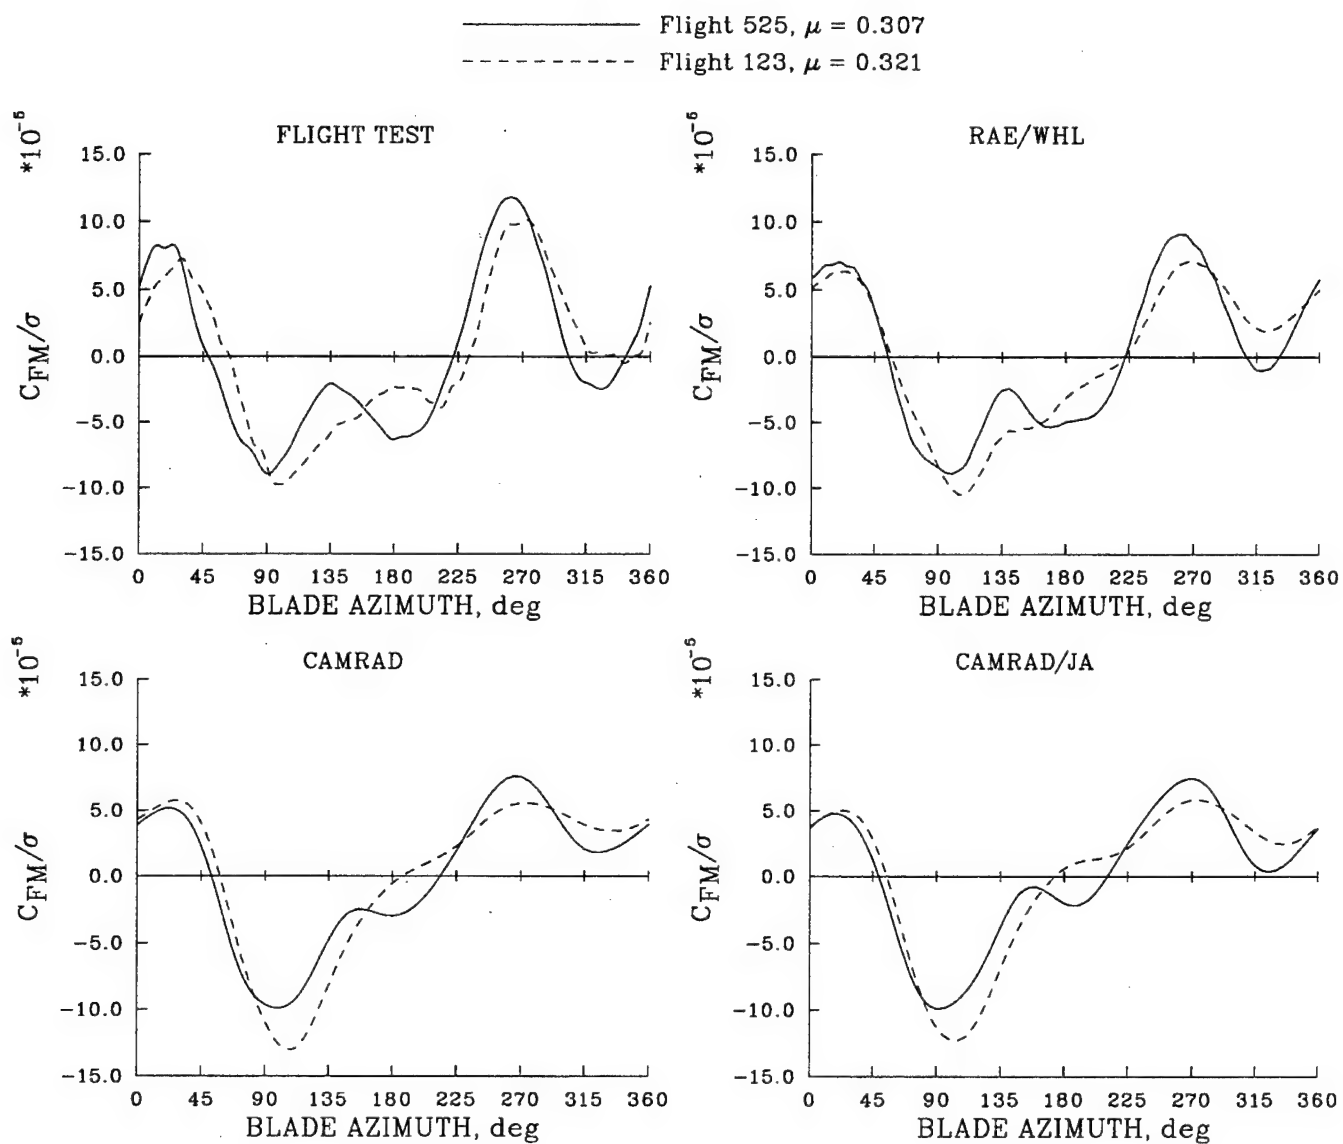 Flight 525, μ = 0.307
Flight 123, μ = 0.321
FLIGHT TEST
*10⁻⁵
15.0
10.0
5.0
0.0
−5.0
−10.0
−15.0
C_FM/σ
0 45 90 135 180 225 270 315 360
BLADE AZIMUTH, deg
RAE/WHL
*10⁻⁵
15.0
10.0
5.0
0.0
−5.0
−10.0
−15.0
C_FM/σ
0 45 90 135 180 225 270 315 360
BLADE AZIMUTH, deg
CAMRAD
*10⁻⁵
15.0
10.0
5.0
0.0
−5.0
−10.0
−15.0
C_FM/σ
0 45 90 135 180 225 270 315 360
BLADE AZIMUTH, deg
CAMRAD/JA
*10⁻⁵
15.0
10.0
5.0
0.0
−5.0
−10.0
−15.0
C_FM/σ
0 45 90 135 180 225 270 315 360
BLADE AZIMUTH, deg